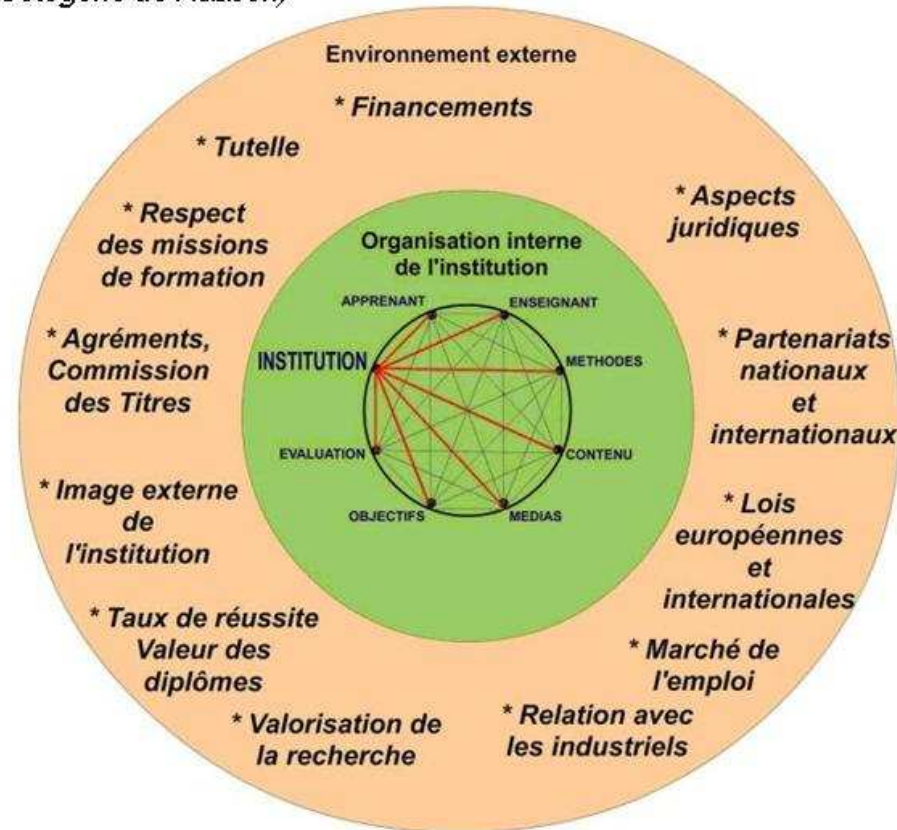 Environnement externe
* Financements
* Tutelle
* Aspects
juridiques
* Respect
des missions
de formation
Organisation interne
de l'institution
APPRENANT
ENSEIGNANT
INSTITUTION
METHODES
EVALUATION
CONTENU
OBJECTIFS
MEDIAS
* Agréments,
Commission
des Titres
* Partenariats
nationaux
et
internationaux
* Image externe
de
l'institution
* Lois
européennes
et
internationales
* Taux de réussite
Valeur des
diplômes
* Marché de
l'emploi
* Valorisation de
la recherche
* Relation avec
les industriels